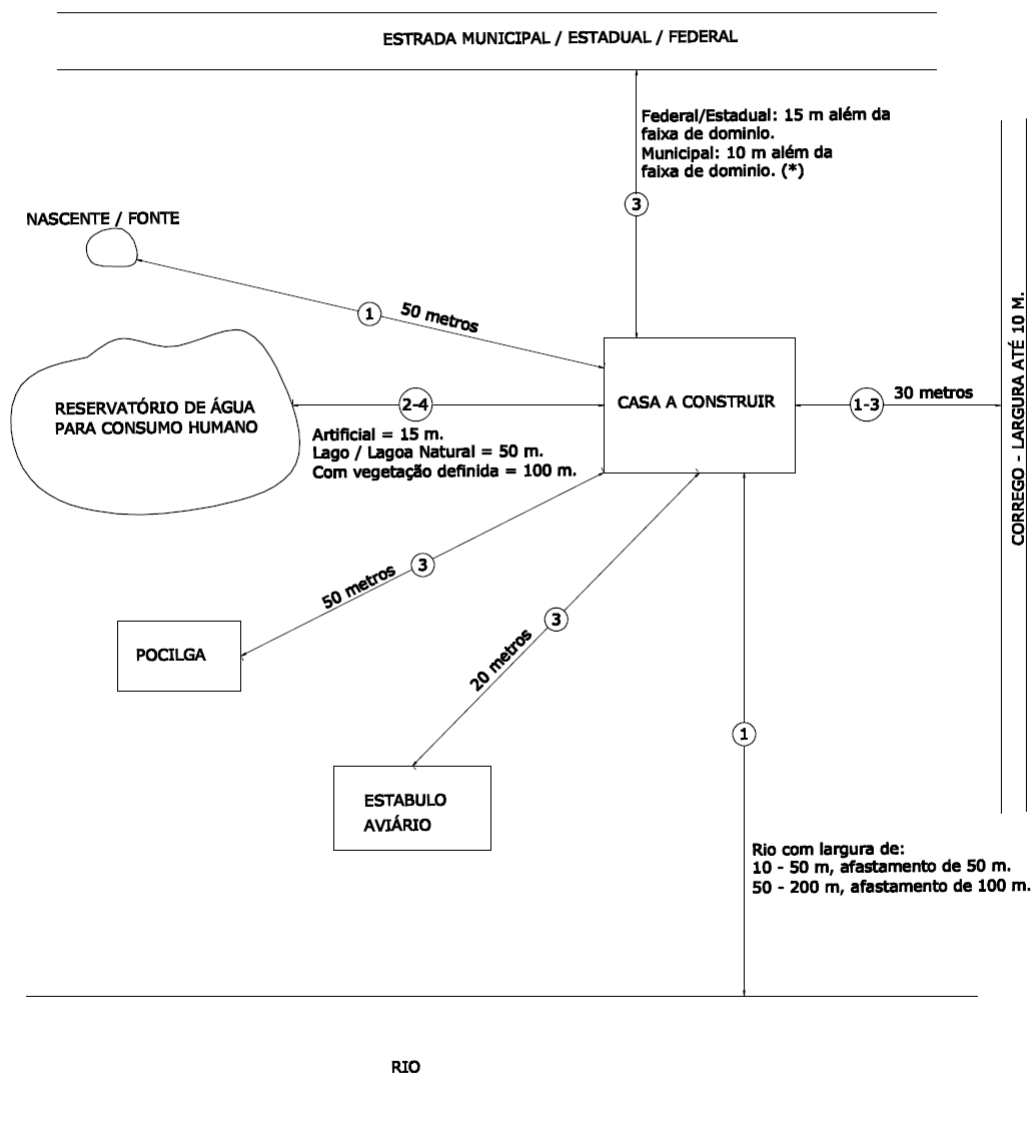 ESTRADA MUNICIPAL / ESTADUAL / FEDERAL
Federal/Estadual: 15 m além da
faixa de dominio.
Municipal: 10 m além da
faixa de dominio. (*)
3
NASCENTE / FONTE
1
50 metros
RESERVATÓRIO DE ÁGUA
PARA CONSUMO HUMANO
2-4
Artificial = 15 m.
Lago / Lagoa Natural = 50 m.
Com vegetação definida = 100 m.
CASA A CONSTRUIR
1-3
30 metros
CORREGO - LARGURA ATÉ 10 M.
50 metros
3
POCILGA
20 metros
3
ESTABULO
AVIÁRIO
1
Rio com largura de:
10 - 50 m, afastamento de 50 m.
50 - 200 m, afastamento de 100 m.
RIO